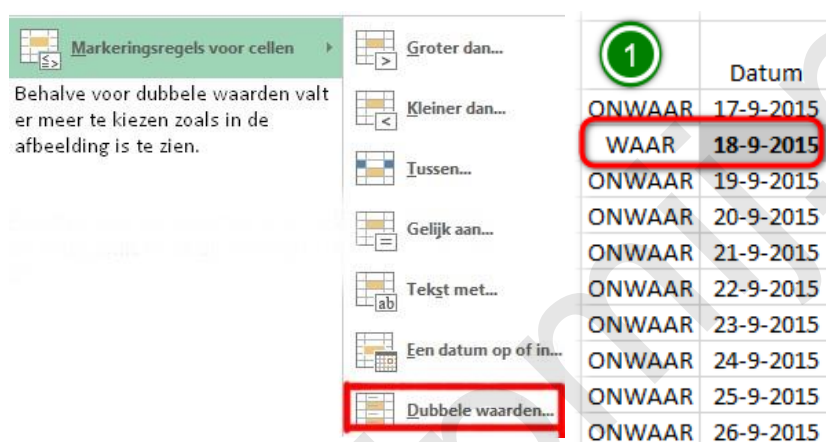 Markeringsregels voor cellen
Behalve voor dubbele waarden valt
er meer te kiezen zoals in de
afbeelding is te zien.
Groter dan...
Kleiner dan...
Tussen...
Gelijk aan...
Tekst met...
ab
Een datum op of in...
Dubbele waarden...
1
Datum
ONWAAR 17-9-2015
WAAR 18-9-2015
ONWAAR 19-9-2015
ONWAAR 20-9-2015
ONWAAR 21-9-2015
ONWAAR 22-9-2015
ONWAAR 23-9-2015
ONWAAR 24-9-2015
ONWAAR 25-9-2015
ONWAAR 26-9-2015